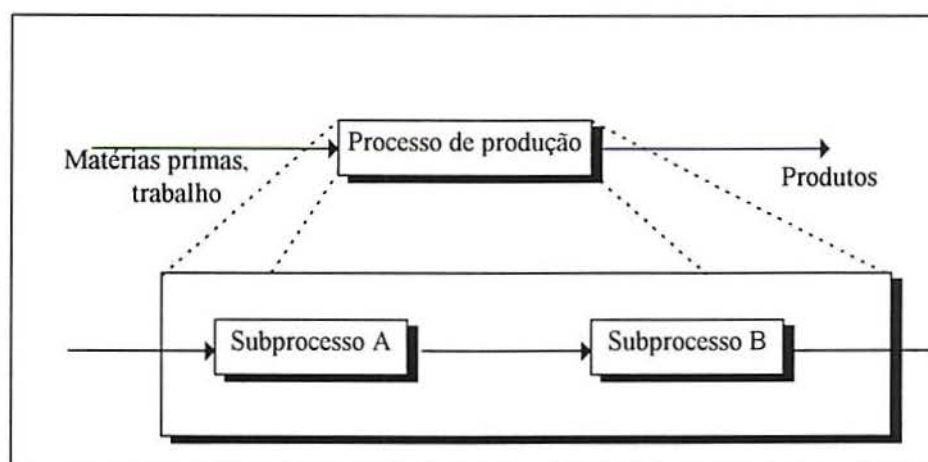 Processo de produção
Matérias primas,
trabalho
Produtos
Subprocesso A
Subprocesso B